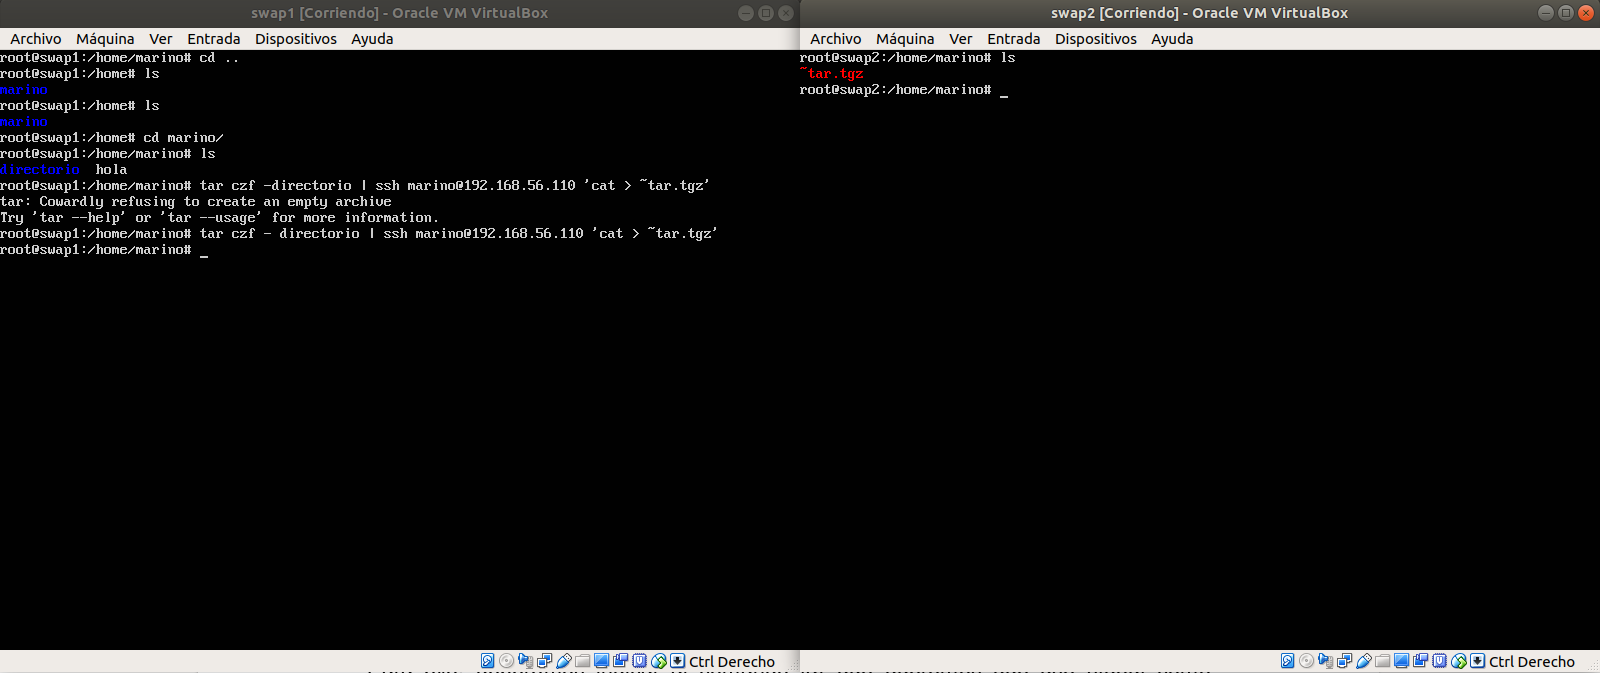 swap1 [Corriendo] - Oracle VM VirtualBox
Archivo Máquina Ver Entrada Dispositivos Ayuda
root@swap1:/home/marino# cd ..
root@swap1:/home# ls
marino
root@swap1:/home# ls
marino
root@swap1:/home# cd marino/
root@swap1:/home/marino# ls
directorio hola
root@swap1:/home/marino# tar czf -directorio | ssh marino@192.168.56.110 'cat > ~tar.tgz'
tar: Cowardly refusing to create an empty archive
Try 'tar --help' or 'tar --usage' for more information.
root@swap1:/home/marino# tar czf - directorio | ssh marino@192.168.56.110 'cat > ~tar.tgz'
root@swap1:/home/marino# _
Ctrl Derecho
swap2 [Corriendo] - Oracle VM VirtualBox
Archivo Máquina Ver Entrada Dispositivos Ayuda
root@swap2:/home/marino# ls
~tar.tgz
root@swap2:/home/marino# _
Ctrl Derecho